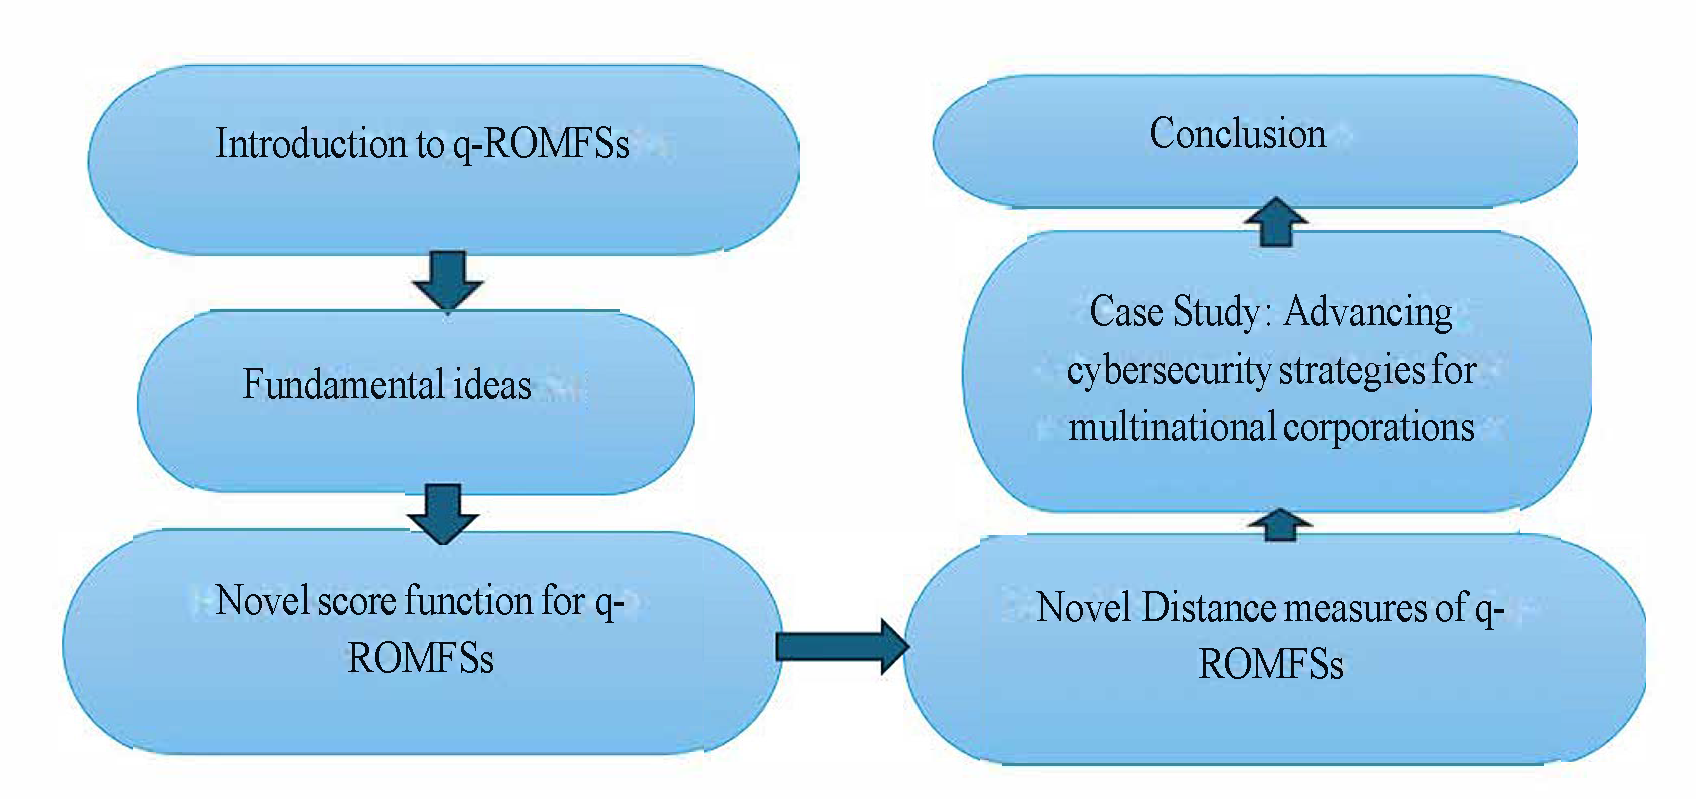 Introduction to q-ROMFSs
Fundamental ideas
Novel score function for q-
ROMFSs
Novel Distance measures of q-
ROMFSs
Case Study: Advancing
cybersecurity strategies for
multinational corporations
Conclusion